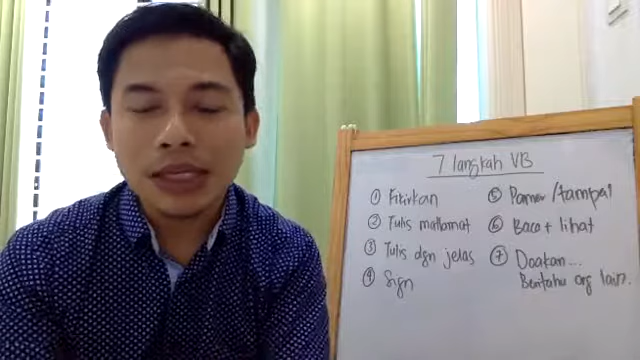 7 langkah VB
① Fikirkan
② Tulis matlamat
③ Tulis dgn jelas
④ Sign
⑤ Pamer/tampal
⑥ Baca + lihat
⑦ Doakan...
Beritahu org lain.